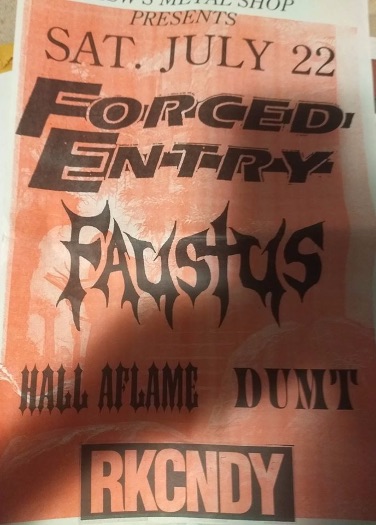 METAL SHOP
PRESENTS
SAT. JULY 22
FORCED
ENTRY
FAUSTUS
HALL AFLAME DUMT
RKCNDY